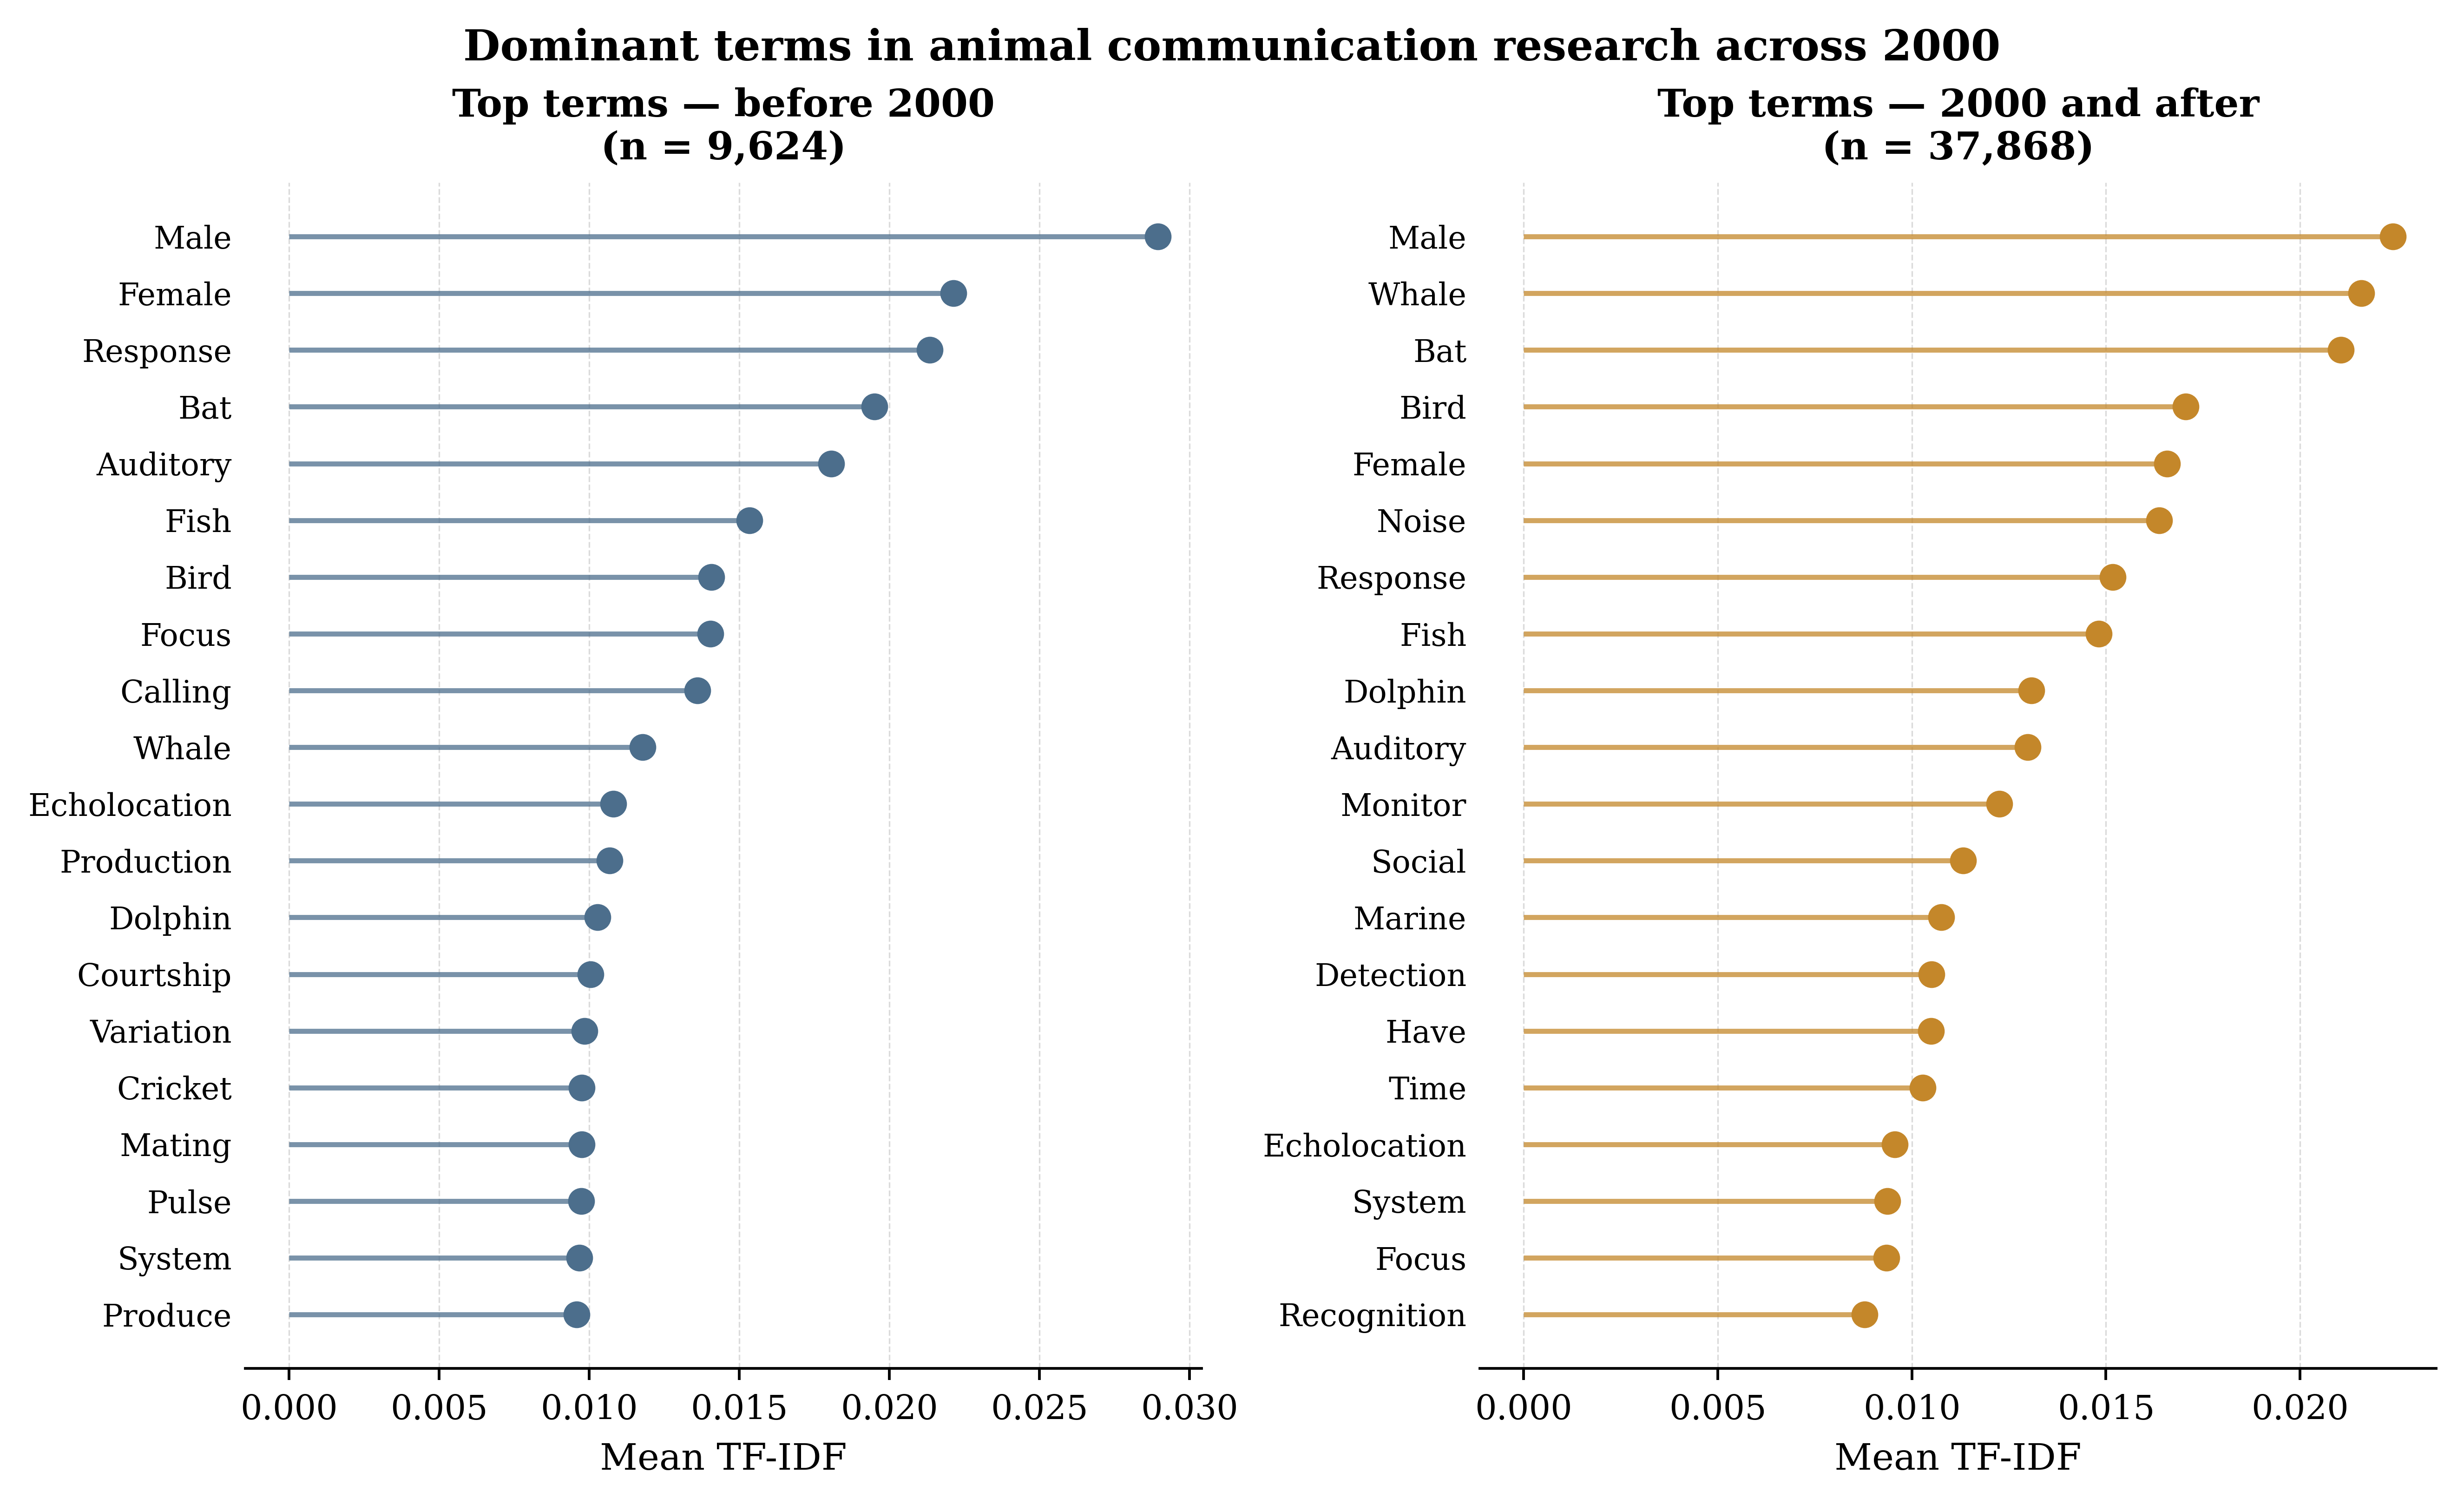 Dominant terms in animal communication research across 2000
Top terms — before 2000
(n = 9,624)
Male
Female
Response
Bat
Auditory
Fish
Bird
Focus
Calling
Whale
Echolocation
Production
Dolphin
Courtship
Variation
Cricket
Mating
Pulse
System
Produce
0.000 0.005 0.010 0.015 0.020 0.025 0.030
Mean TF-IDF
Top terms — 2000 and after
(n = 37,868)
Male
Whale
Bat
Bird
Female
Noise
Response
Fish
Dolphin
Auditory
Monitor
Social
Marine
Detection
Have
Time
Echolocation
System
Focus
Recognition
0.000 0.005 0.010 0.015 0.020
Mean TF-IDF